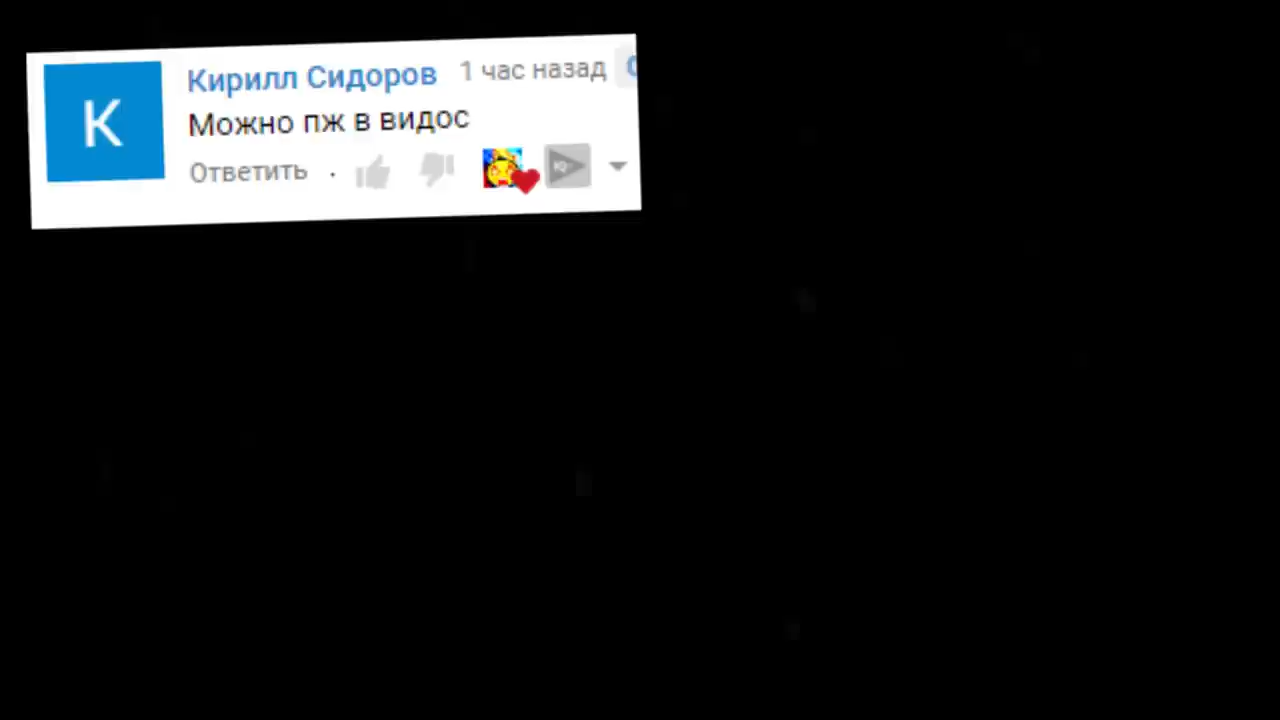 К
Кирилл Сидоров 1 час назад
Можно пж в видос
Ответить ·